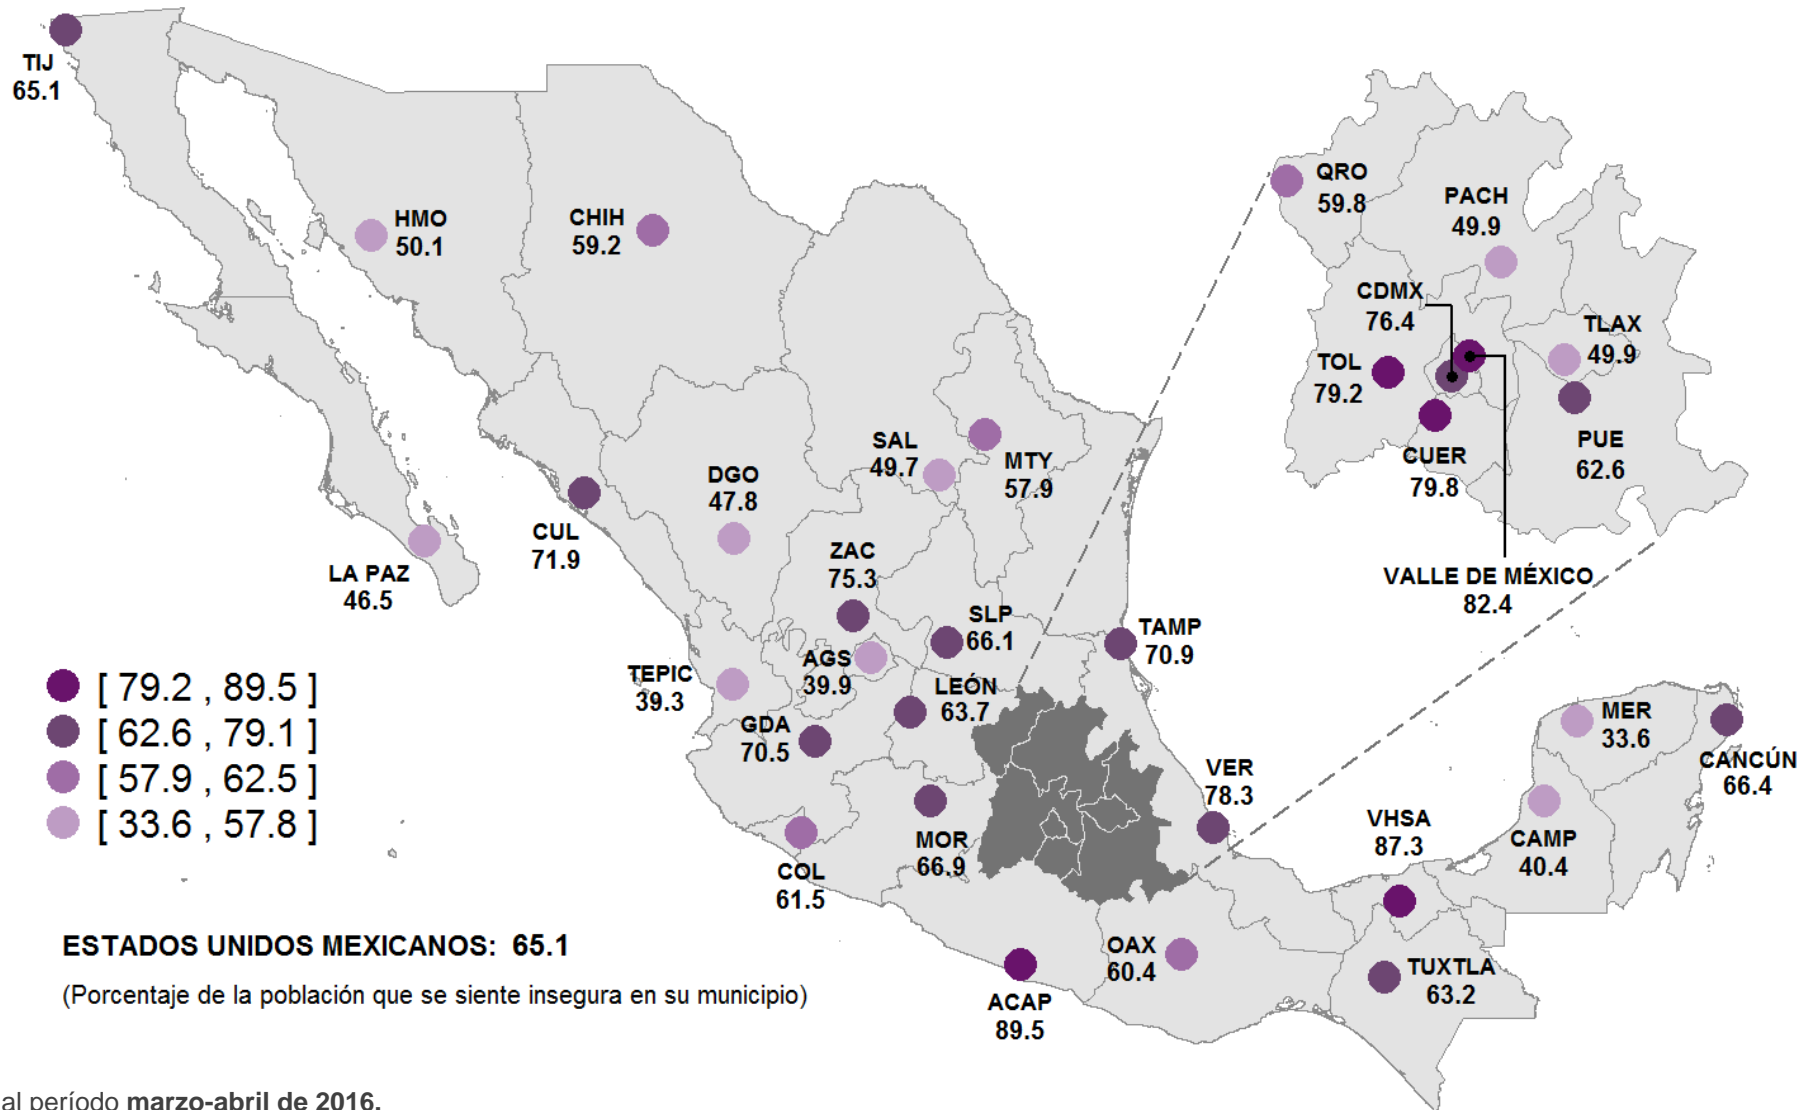 TIJ
65.1
HMO
50.1
CHIH
59.2
QRO
59.8
PACH
49.9
CDMX
76.4
TLAX
49.9
TOL
79.2
CUER
79.8
PUE
62.6
VALLE DE MÉXICO
82.4
SAL
49.7
MTY
57.9
DGO
47.8
CUL
71.9
LA PAZ
46.5
ZAC
75.3
SLP
66.1
TAMP
70.9
TEPIC
39.3
AGS
39.9
LEÓN
63.7
GDA
70.5
MER
33.6
CANCÚN
66.4
VER
78.3
VHSA
87.3
CAMP
40.4
MOR
66.9
COL
61.5
OAX
60.4
TUXTLA
63.2
ACAP
89.5
[ 79.2 , 89.5 ]
[ 62.6 , 79.1 ]
[ 57.9 , 62.5 ]
[ 33.6 , 57.8 ]
ESTADOS UNIDOS MEXICANOS: 65.1
(Porcentaje de la población que se siente insegura en su municipio)
al período marzo-abril de 2016.